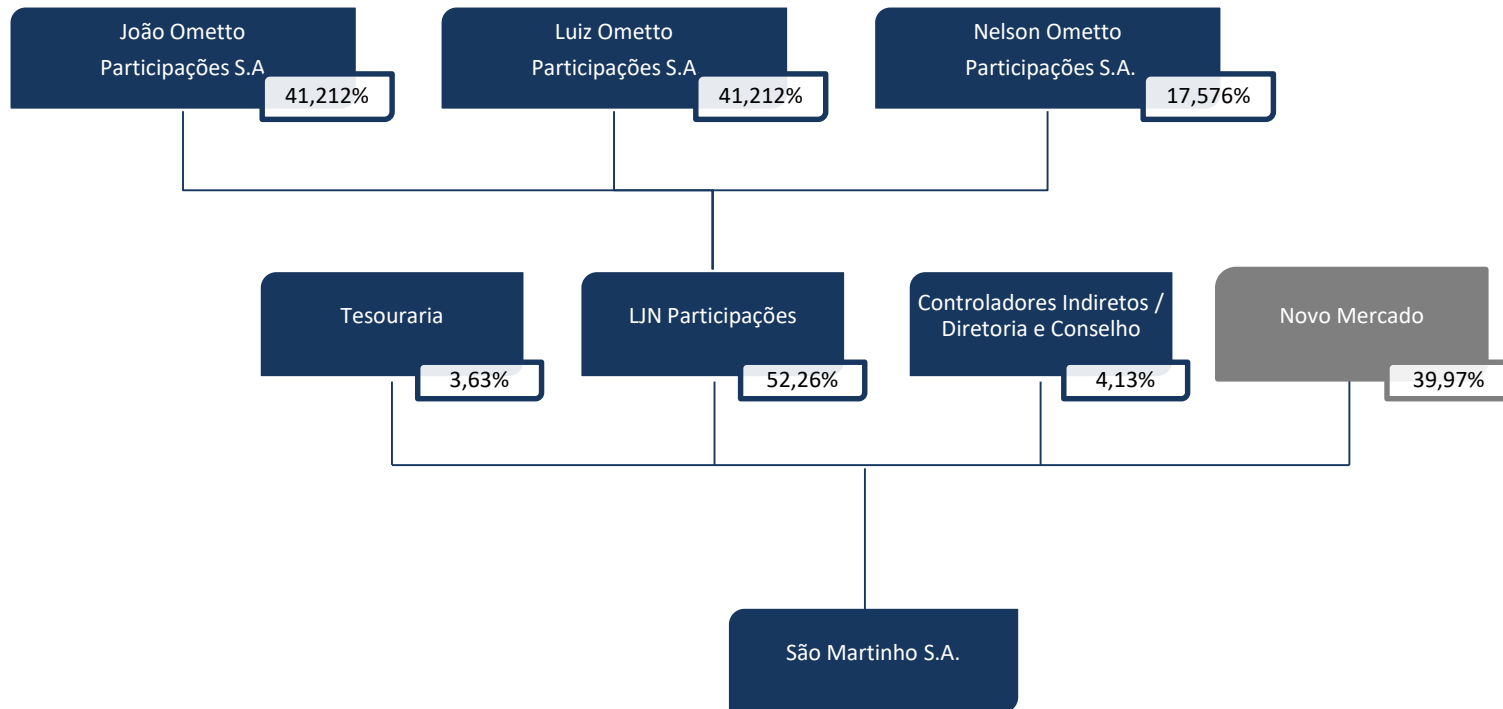 João Ometto
Participações S.A
41,212%
Luiz Ometto
Participações S.A
41,212%
Nelson Ometto
Participações S.A.
17,576%
Tesouraria
3,63%
LJN Participações
52,26%
Controladores Indiretos /
Diretoria e Conselho
4,13%
Novo Mercado
39,97%
São Martinho S.A.